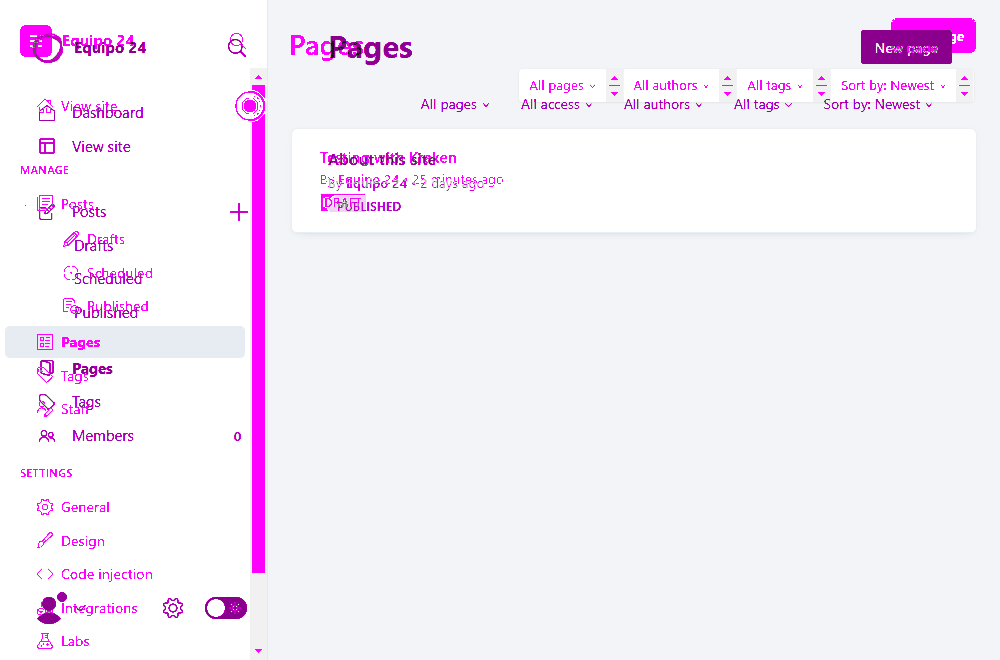 Equipo 24
Equipo 24
View site
Dashboard
View site
MANAGE
Posts
Posts
Drafts
Drafts
Scheduled
Scheduled
Published
Published
Pages
Pages
Tags
Tags
Staff
Members 0
SETTINGS
General
Design
Code injection
Integrations
Labs
Pages
Pages
New page
All pages All authors All tags Sort by: Newest
All pages All access All authors All tags Sort by: Newest
Testing with Kraken
About this site
By Equipo 24 • 25 minutes ago
By Equipo 24 • 2 days ago
DRAFT
PUBLISHED